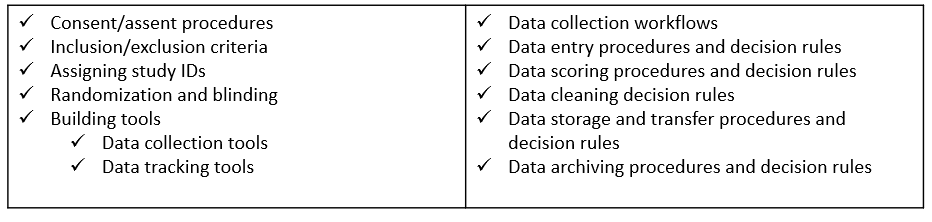 ✓ Consent/assent procedures
✓ Inclusion/exclusion criteria
✓ Assigning study IDs
✓ Randomization and blinding
✓ Building tools
✓ Data collection tools
✓ Data tracking tools
✓ Data collection workflows
✓ Data entry procedures and decision rules
✓ Data scoring procedures and decision rules
✓ Data cleaning decision rules
✓ Data storage and transfer procedures and
decision rules
✓ Data archiving procedures and decision rules